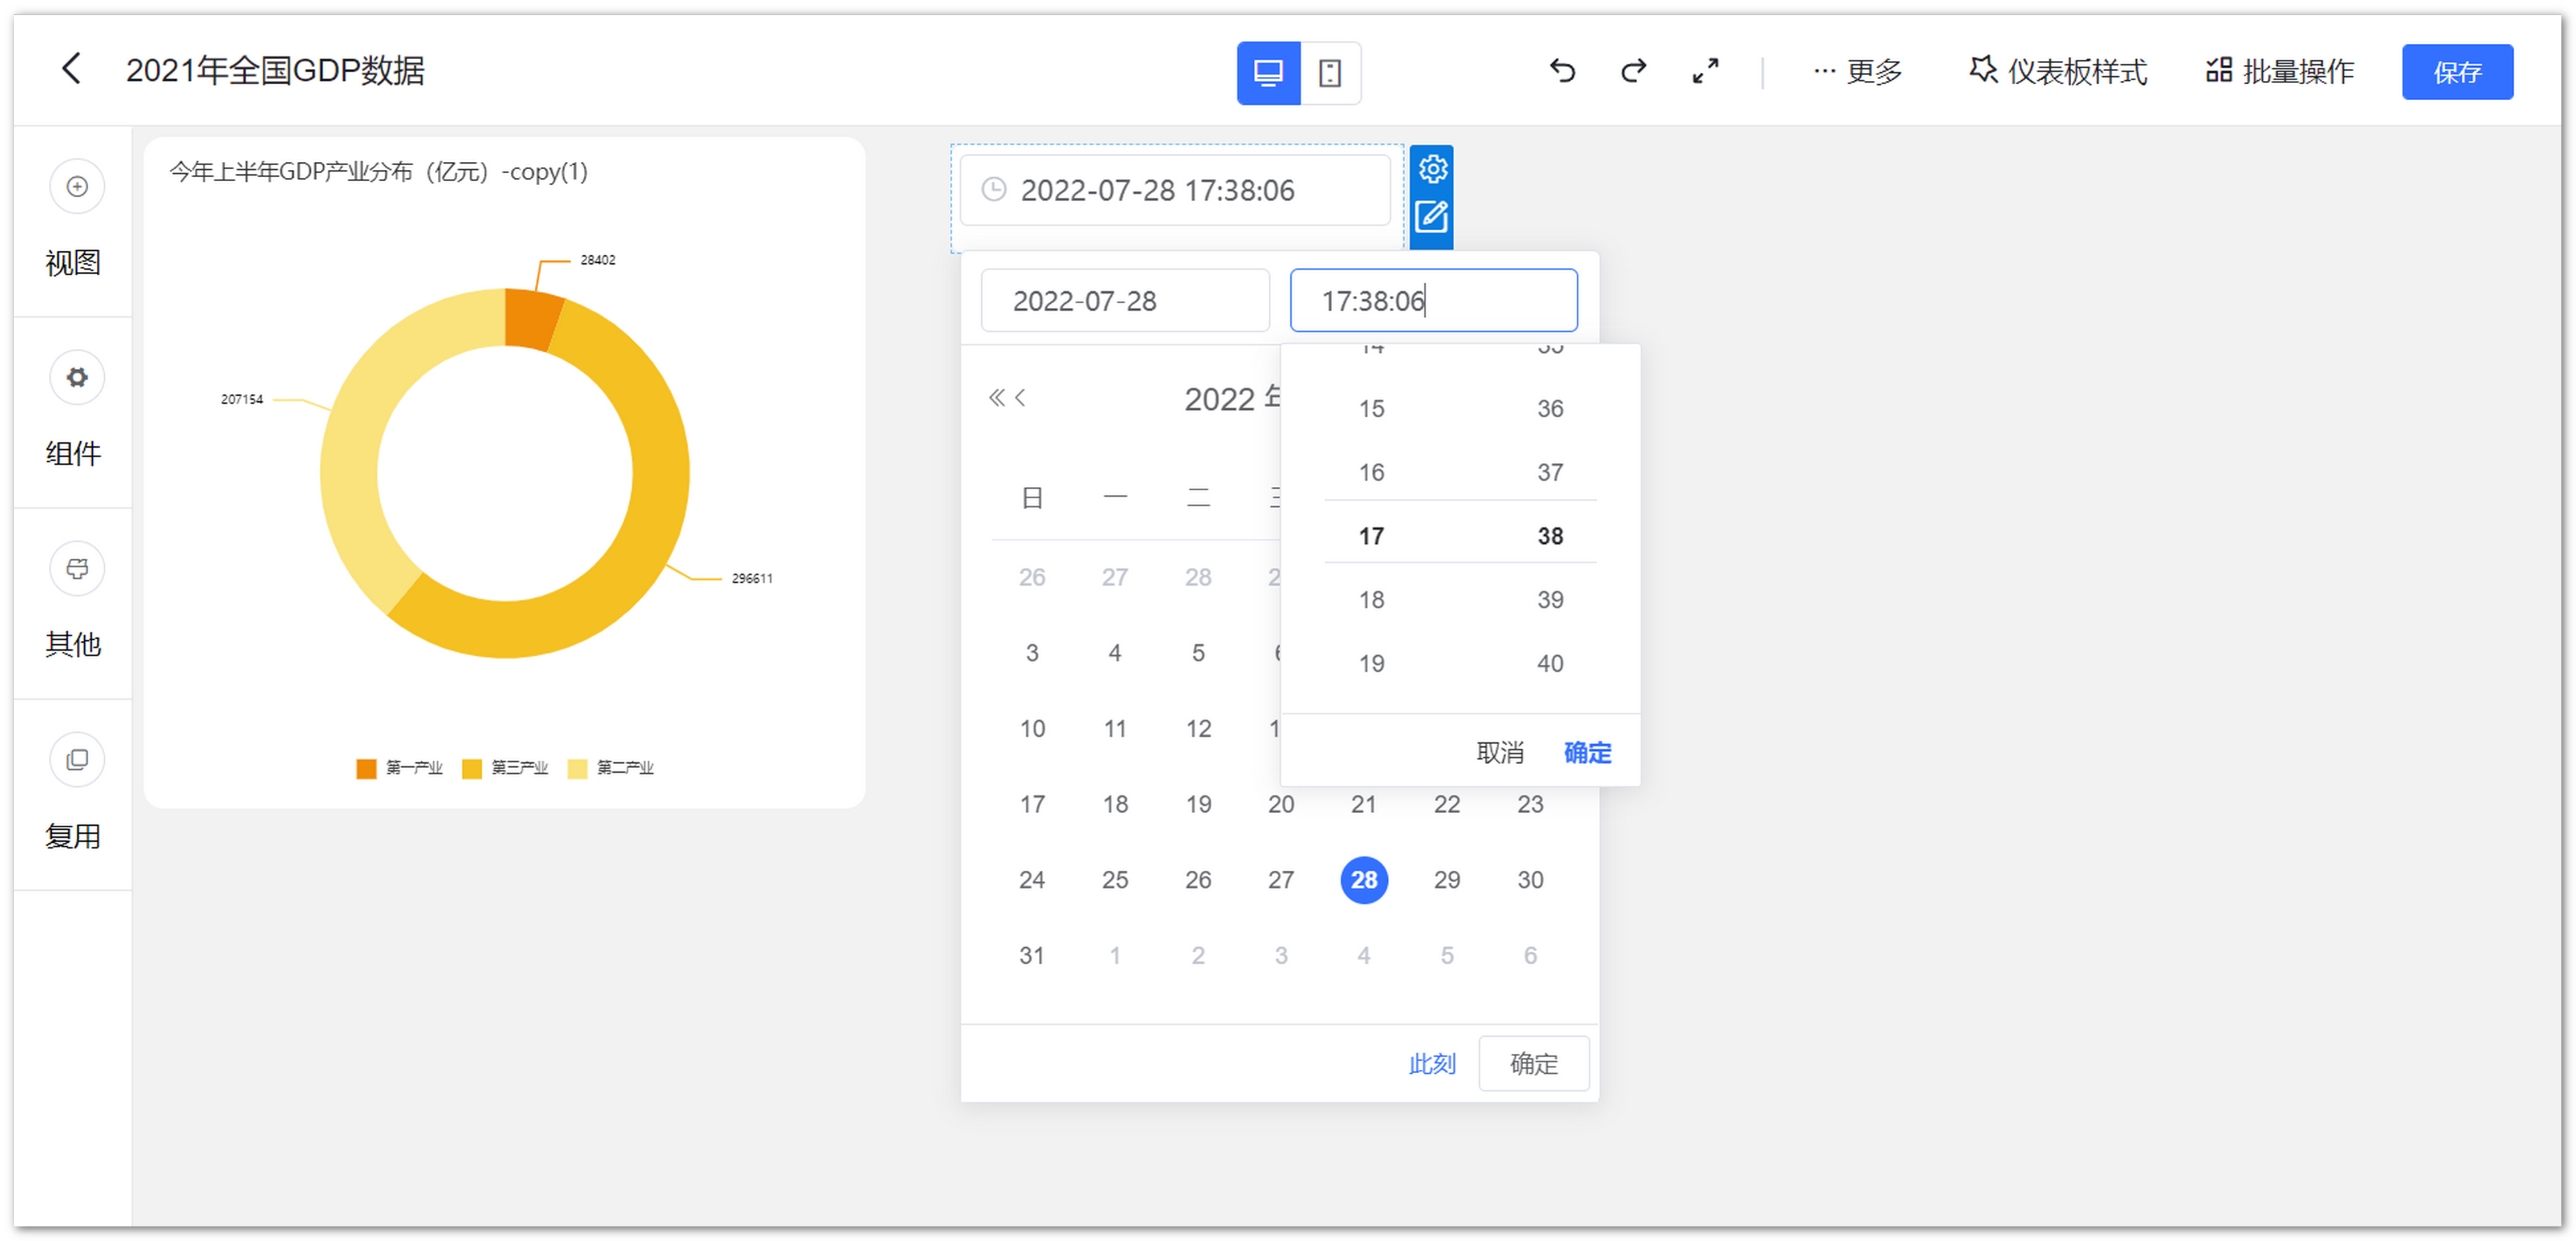 2021年全国GDP数据
··· 更多
仪表板样式
批量操作
保存
视图
组件
其他
复用
今年上半年GDP产业分布（亿元）-copy(1)
28402
207154
296611
第一产业 第三产业 第二产业
2022-07-28 17:38:06
2022-07-28 17:38:06
2022
日 一 二
26 27 28
3 4 5
10 11 12
17 18 19 20 21 22 23
24 25 26 27 28 29 30
31 1 2 3 4 5 6
15 36
16 37
17 38
18 39
19 40
取消 确定
此刻 确定